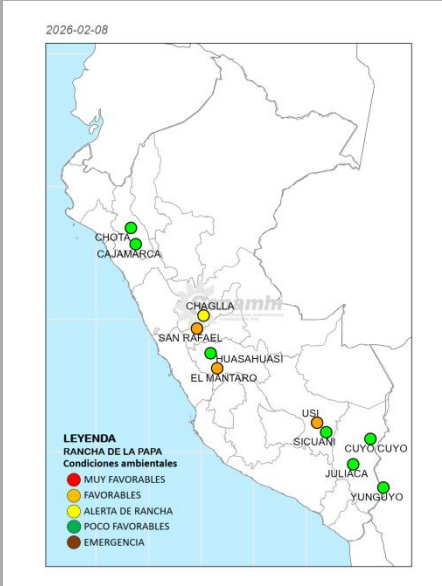 2026-02-08
CHOTA
CAJAMARCA
CHAGLLA
SAN RAFAEL
HUASAHUASI
EL MANTARO
USI
SICUANI
CUYO CUYO
JULIACA
YUNGUYO
LEYENDA
RANCHA DE LA PAPA
Condiciones ambientales
MUY FAVORABLES
FAVORABLES
ALERTA DE RANCHA
POCO FAVORABLES
EMERGENCIA